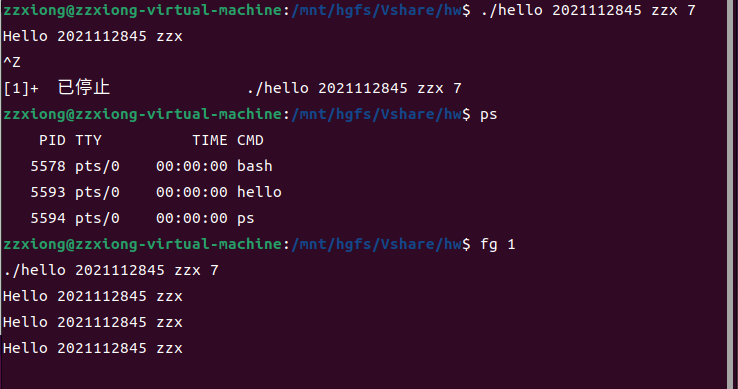 zzxiong@zzxiong-virtual-machine:/mnt/hgfs/Vshare/hw$ ./hello 2021112845 zzx 7
Hello 2021112845 zzx
^Z
[1]+  已停止               ./hello 2021112845 zzx 7
zzxiong@zzxiong-virtual-machine:/mnt/hgfs/Vshare/hw$ ps
    PID TTY          TIME CMD
   5578 pts/0    00:00:00 bash
   5593 pts/0    00:00:00 hello
   5594 pts/0    00:00:00 ps
zzxiong@zzxiong-virtual-machine:/mnt/hgfs/Vshare/hw$ fg 1
./hello 2021112845 zzx 7
Hello 2021112845 zzx
Hello 2021112845 zzx
Hello 2021112845 zzx